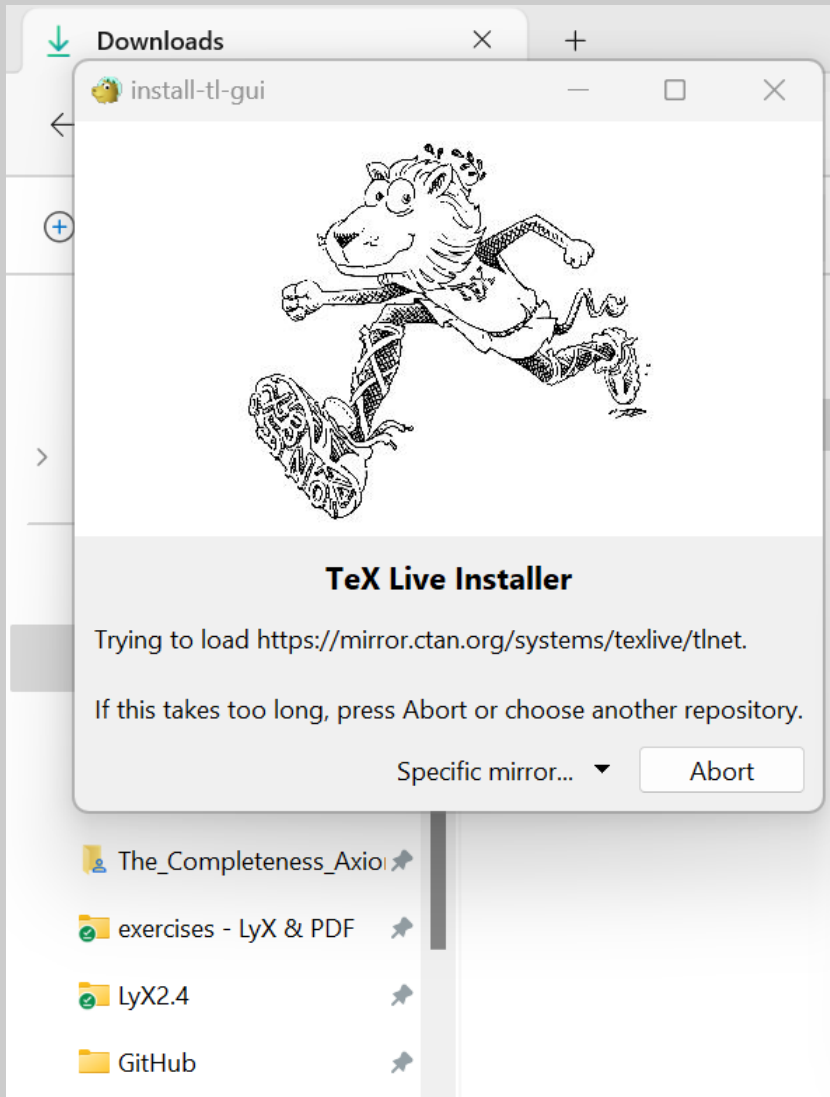 Downloads
install-tl-gui
TeX
TeX Live Installer
Trying to load https://mirror.ctan.org/systems/texlive/tlnet.
If this takes too long, press Abort or choose another repository.
Specific mirror...
Abort
The_Completeness_Axio
exercises - LyX & PDF
LyX2.4
GitHub